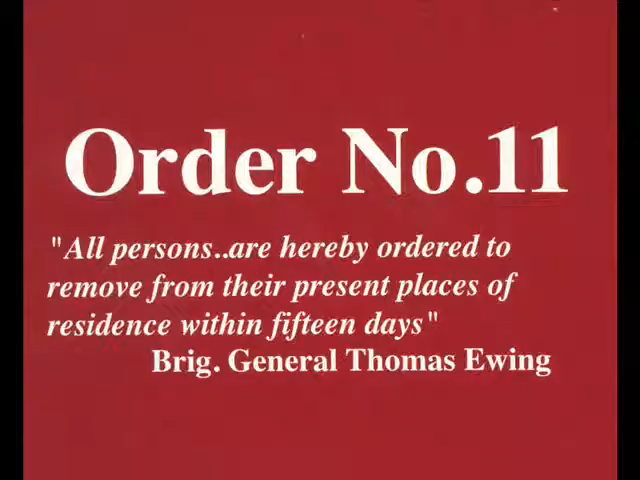 Order No.11
"All persons..are hereby ordered to
remove from their present places of
residence within fifteen days"
Brig. General Thomas Ewing